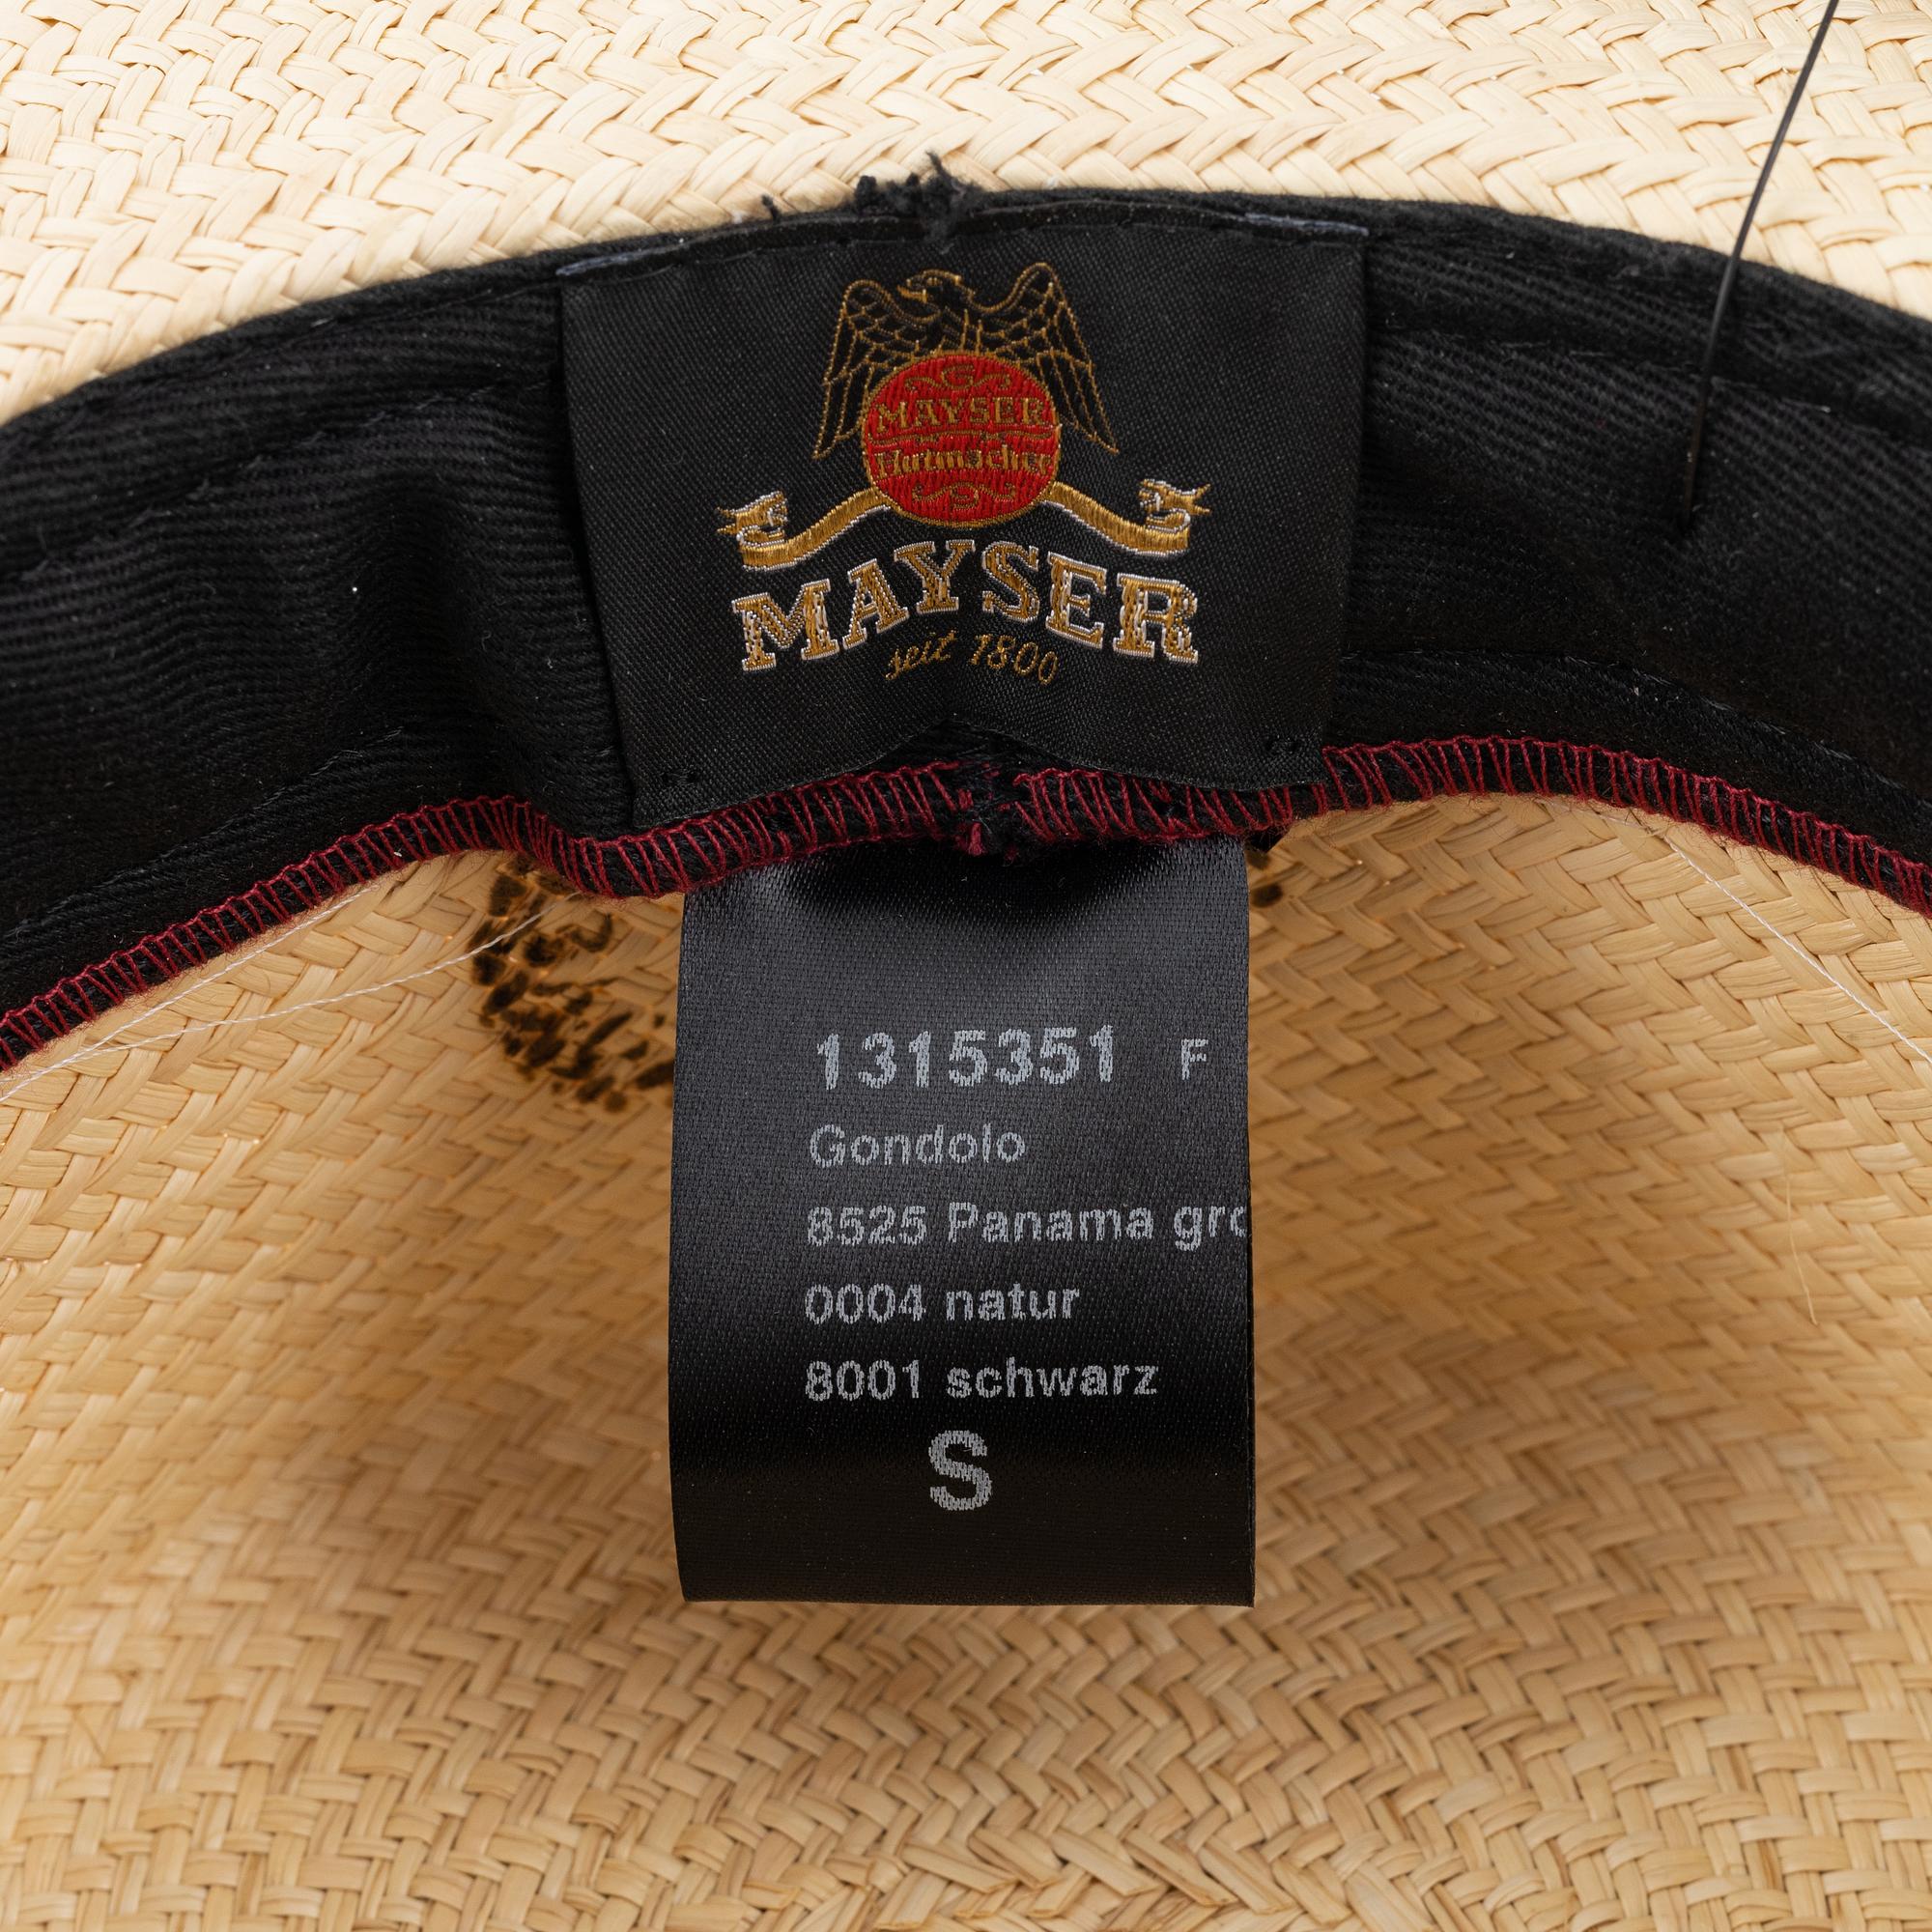 MAYSER
Hutmacher
MAYSER
seit 1800
1315351 F
Gondolo
8525 Panama gro
0004 natur
8001 schwarz
S